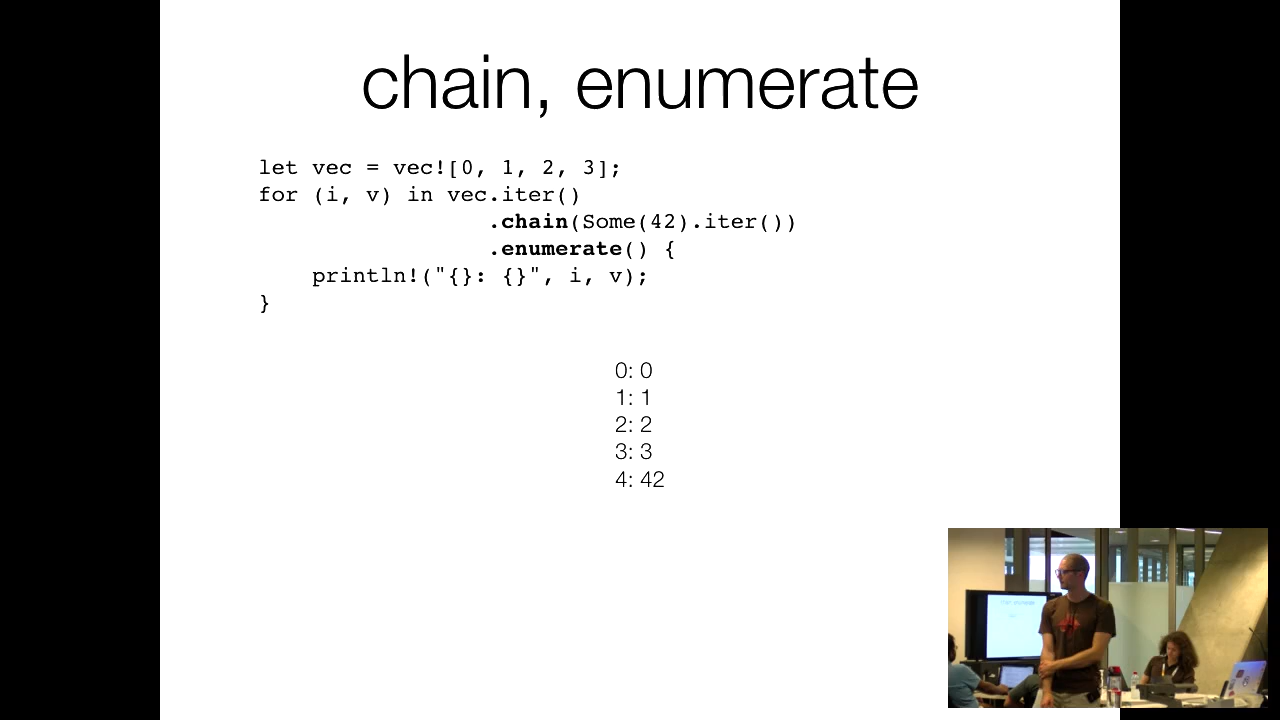 chain, enumerate
let vec = vec![0, 1, 2, 3];
for (i, v) in vec.iter()
.chain(Some(42).iter())
.enumerate() {
println!("{}: {}", i, v);
}
0: 0
1: 1
2: 2
3: 3
4: 42